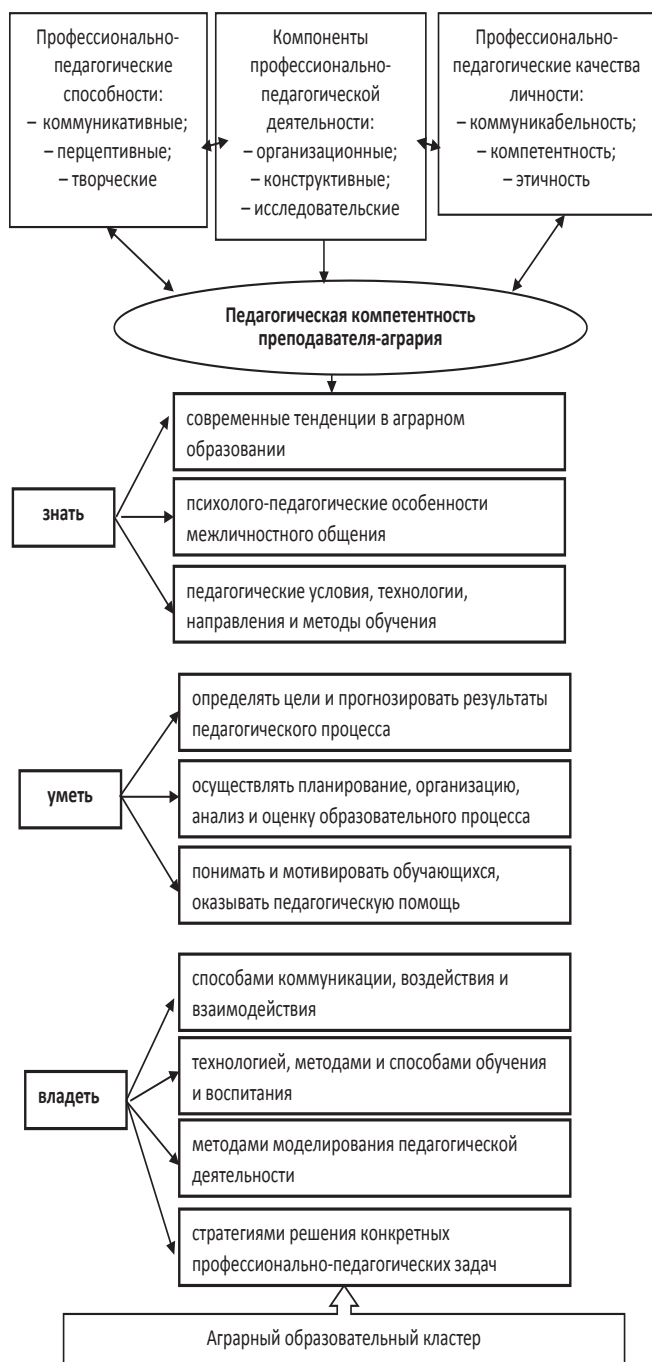 Профессионально-
педагогические
способности:
– коммуникативные;
– перцептивные;
– творческие
Компоненты
профессионально-
педагогической
деятельности:
– организационные;
– конструктивные;
– исследовательские
Профессионально-
педагогические качества
личности:
– коммуникабельность;
– компетентность;
– этичность
Педагогическая компетентность
преподавателя-агрария
знать
современные тенденции в аграрном
образовании
психолого-педагогические особенности
межличностного общения
педагогические условия, технологии,
направления и методы обучения
уметь
определять цели и прогнозировать результаты
педагогического процесса
осуществлять планирование, организацию,
анализ и оценку образовательного процесса
понимать и мотивировать обучающихся,
оказывать педагогическую помощь
владеть
способами коммуникации, воздействия и
взаимодействия
технологией, методами и способами обучения
и воспитания
методами моделирования педагогической
деятельности
стратегиями решения конкретных
профессионально-педагогических задач
Аграрный образовательный кластер